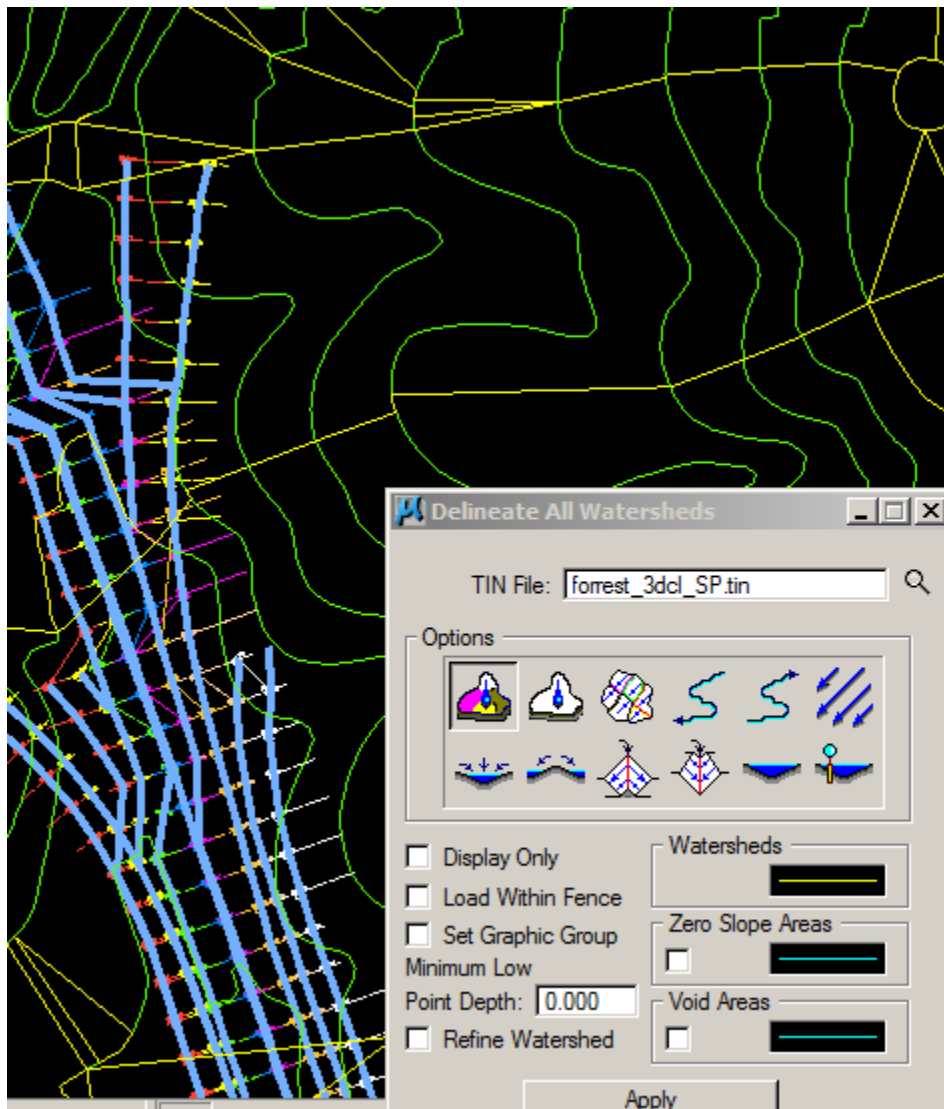 Delineate All Watersheds
TIN File: forrest_3dcl_SP.tin
Options
Display Only
Load Within Fence
Set Graphic Group
Minimum Low
Point Depth: 0.000
Refine Watershed
Watersheds
Zero Slope Areas
Void Areas
Apply